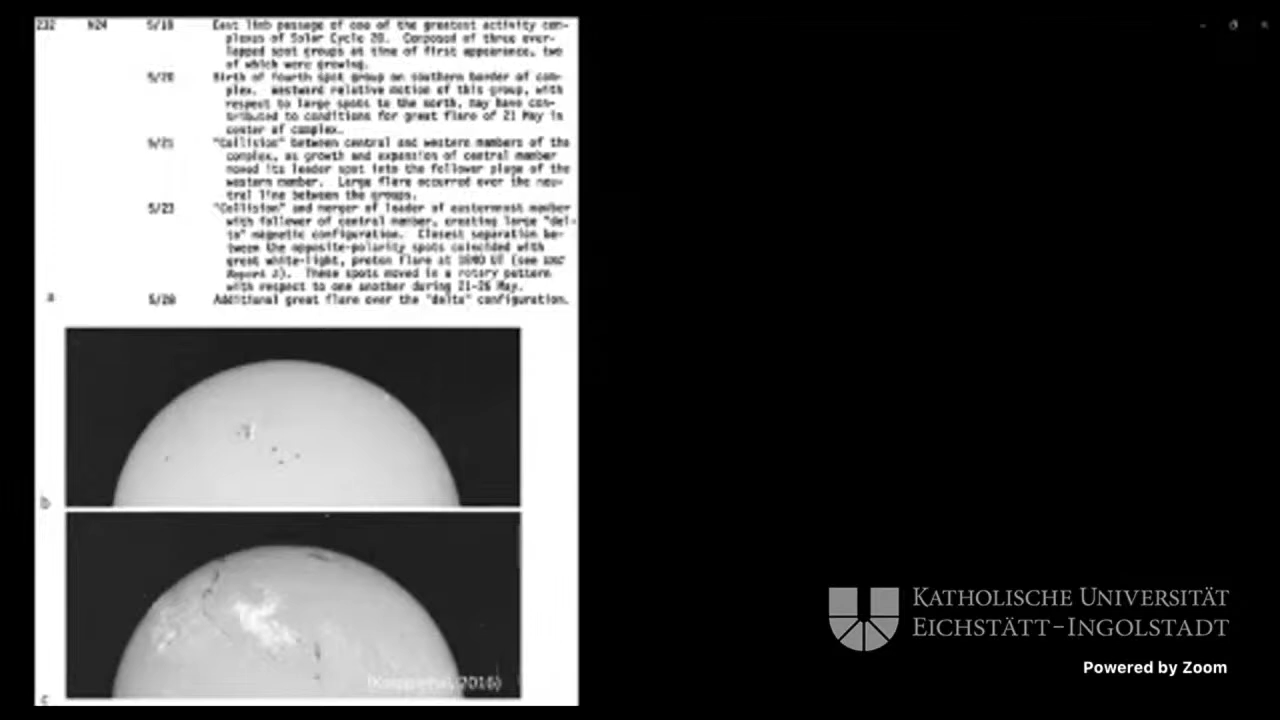 232 N24 5/18 East limb passage of one of the greatest activity com-
plexes of Solar Cycle 20. Composed of three over-
lapped spot groups at time of first appearance, two
of which were growing.
5/20 Birth of fourth spot group on southern border of com-
plex. Westward relative motion of this group, with
respect to large spots to the north, may have con-
tributed to conditions for great flare of 21 May in
center of complex.
5/21 "Collision" between central and western members of the
complex, as growth and expansion of central member
moved its leader spot into the follower plage of the
western member. Large flare occurred over the neu-
tral line between the groups.
5/23 "Collision" and merger of leader of easternmost member
with follower of central member, creating large "del-
ta" magnetic configuration. Closest separation be-
tween the opposite-polarity spots coincided with
great white-light, proton flare at UT (see
Report These spots moved in a rotary pattern
with respect to one another during 21-26 May.
a 5/28 Additional great flare over the "delta" configuration.
b
c
2016)
KATHOLISCHE UNIVERSITÄT
EICHSTÄTT-INGOLSTADT
Powered by Zoom